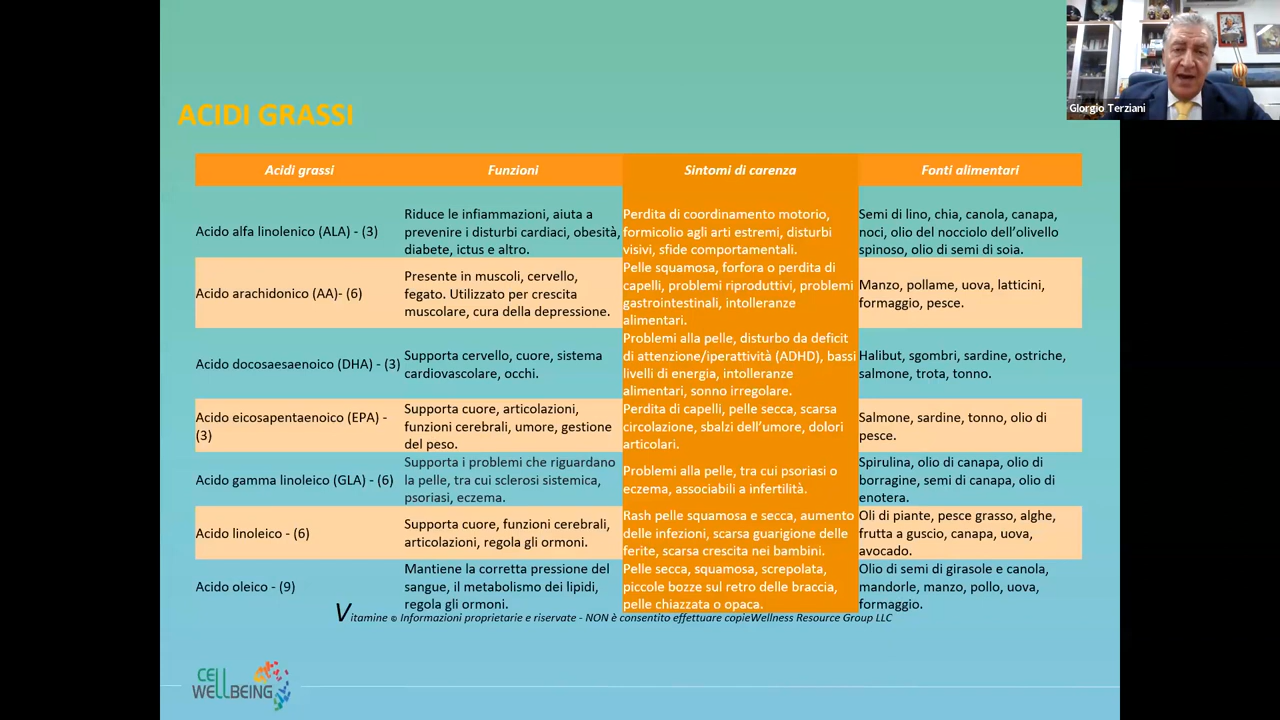 Giorgio Terziani
ACIDI GRASSI
Acidi grassi
Funzioni
Sintomi di carenza
Fonti alimentari
Acido alfa linolenico (ALA) - (3)
Riduce le infiammazioni, aiuta a
prevenire i disturbi cardiaci, obesità,
diabete, ictus e altro.
Perdita di coordinamento motorio,
formicolio agli arti estremi, disturbi
visivi, sfide comportamentali.
Semi di lino, chia, canola, canapa,
noci, olio del nocciolo dell'olivello
spinoso, olio di semi di soia.
Acido arachidonico (AA)- (6)
Presente in muscoli, cervello,
fegato. Utilizzato per crescita
muscolare, cura della depressione.
Pelle squamosa, forfora o perdita di
capelli, problemi riproduttivi, problemi
gastrointestinali, intolleranze
alimentari.
Manzo, pollame, uova, latticini,
formaggio, pesce.
Acido docosaesaenoico (DHA) - (3)
Supporta cervello, cuore, sistema
cardiovascolare, occhi.
Problemi alla pelle, disturbo da deficit
di attenzione/iperattività (ADHD), bassi
livelli di energia, intolleranze
alimentari, sonno irregolare.
Halibut, sgombri, sardine, ostriche,
salmone, trota, tonno.
Acido eicosapentaenoico (EPA) -
(3)
Supporta cuore, articolazioni,
funzioni cerebrali, umore, gestione
del peso.
Perdita di capelli, pelle secca, scarsa
circolazione, sbalzi dell'umore, dolori
articolari.
Salmone, sardine, tonno, olio di
pesce.
Acido gamma linoleico (GLA) - (6)
Supporta i problemi che riguardano
la pelle, tra cui sclerosi sistemica,
psoriasi, eczema.
Problemi alla pelle, tra cui psoriasi o
eczema, associabili a infertilità.
Spirulina, olio di canapa, olio di
borragine, semi di canapa, olio di
enotera.
Acido linoleico - (6)
Supporta cuore, funzioni cerebrali,
articolazioni, regola gli ormoni.
Rash pelle squamosa e secca, aumento
delle infezioni, scarsa guarigione delle
ferite, scarsa crescita nei bambini.
Oli di piante, pesce grasso, alghe,
frutta a guscio, canapa, uova,
avocado.
Acido oleico - (9)
Mantiene la corretta pressione del
sangue, il metabolismo dei lipidi,
regola gli ormoni.
Pelle secca, squamosa, screpolata,
piccole bozze sul retro delle braccia,
pelle chiazzata o opaca.
Olio di semi di girasole e canola,
mandorle, manzo, pollo, uova,
formaggio.
Vitamine © Informazioni proprietarie e riservate - NON è consentito effettuare copieWellness Resource Group LLC
CELL
WELLBEING